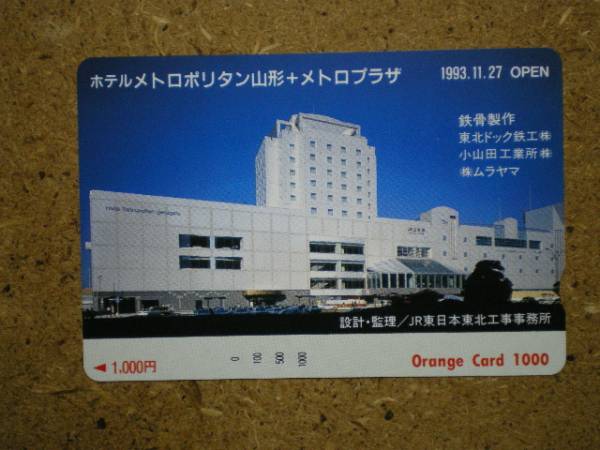 ホテルメトロポリタン山形+メトロプラザ
1993.11.27 OPEN
鉄骨製作
東北ドック鉄工㈱
小山田工業所㈱
㈱ムラヤマ
設計・監理/JR東日本東北工事事務所
◀1,000円
0 100 500 1000
Orange Card 1000